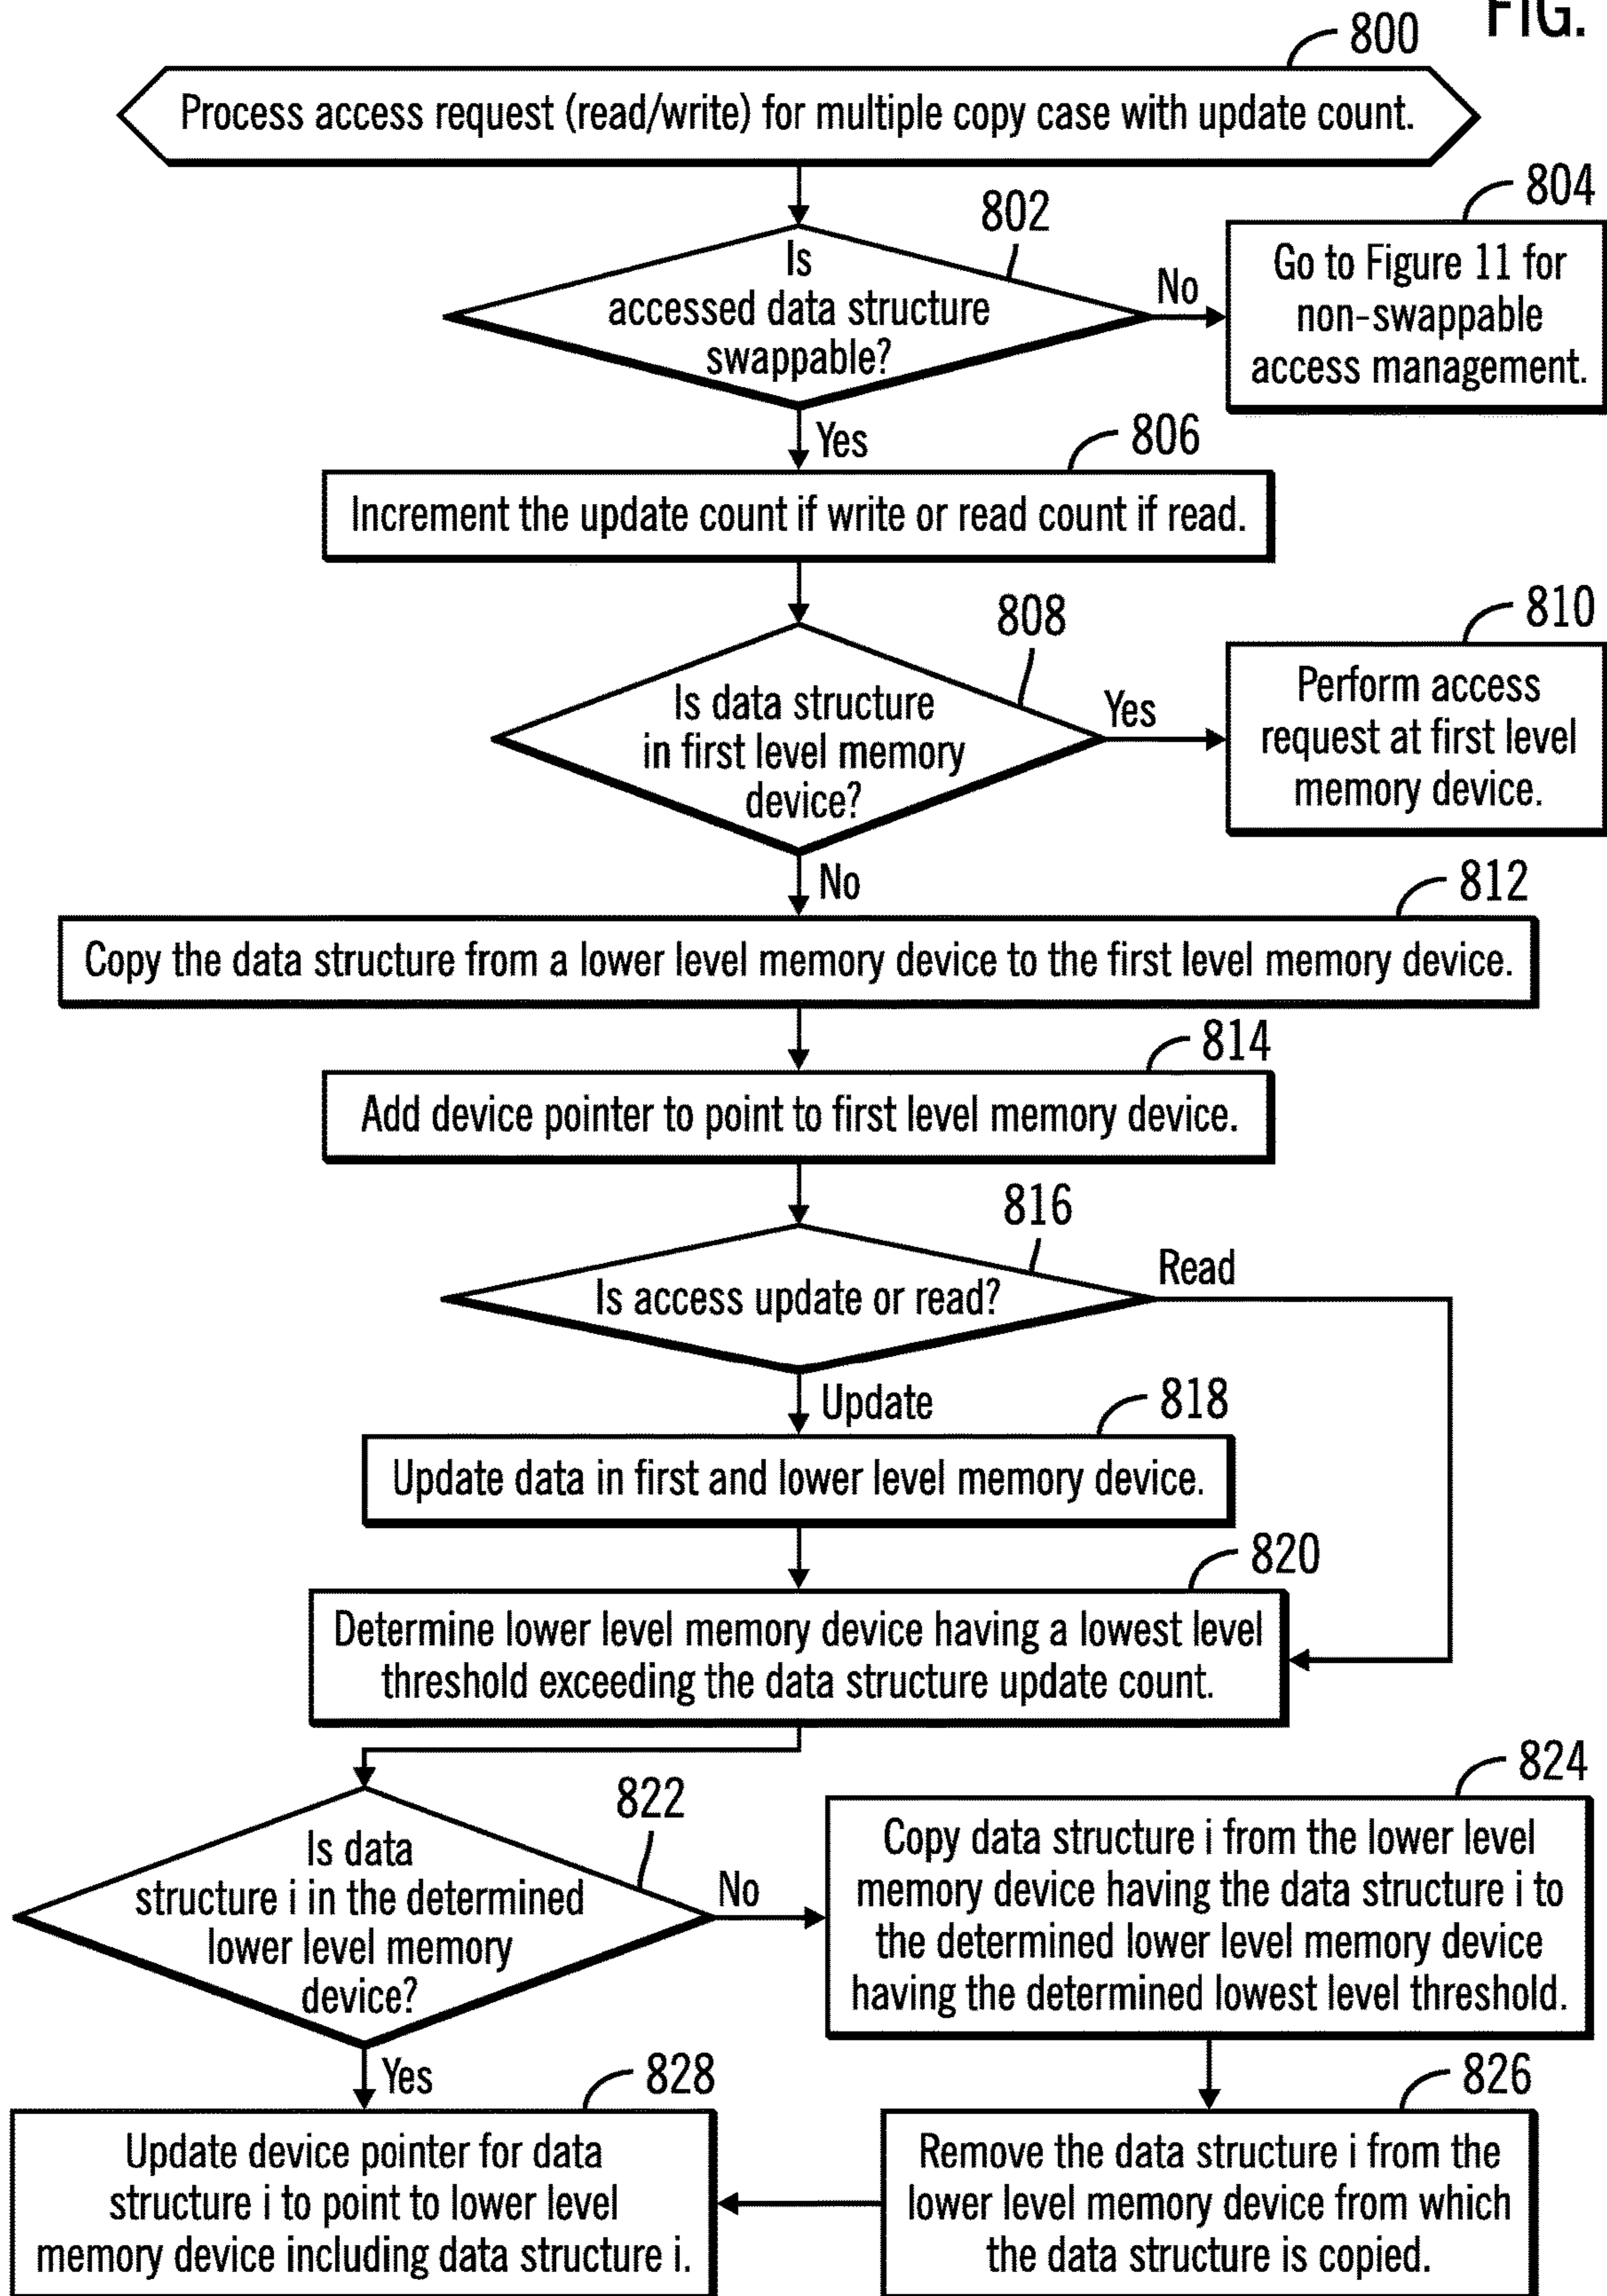 FIG.
800
Process access request (read/write) for multiple copy case with update count.
802
Is
accessed data structure
swappable?
No
804
Go to Figure 11 for
non-swappable
access management.
Yes
806
Increment the update count if write or read count if read.
808
Is data structure
in first level memory
device?
Yes
810
Perform access
request at first level
memory device.
No
812
Copy the data structure from a lower level memory device to the first level memory device.
814
Add device pointer to point to first level memory device.
816
Is access update or read?
Read
Update
818
Update data in first and lower level memory device.
820
Determine lower level memory device having a lowest level
threshold exceeding the data structure update count.
822
Is data
structure i in the determined
lower level memory
device?
No
824
Copy data structure i from the lower level
memory device having the data structure i to
the determined lower level memory device
having the determined lowest level threshold.
Yes
828
Update device pointer for data
structure i to point to lower level
memory device including data structure i.
826
Remove the data structure i from the
lower level memory device from which
the data structure is copied.